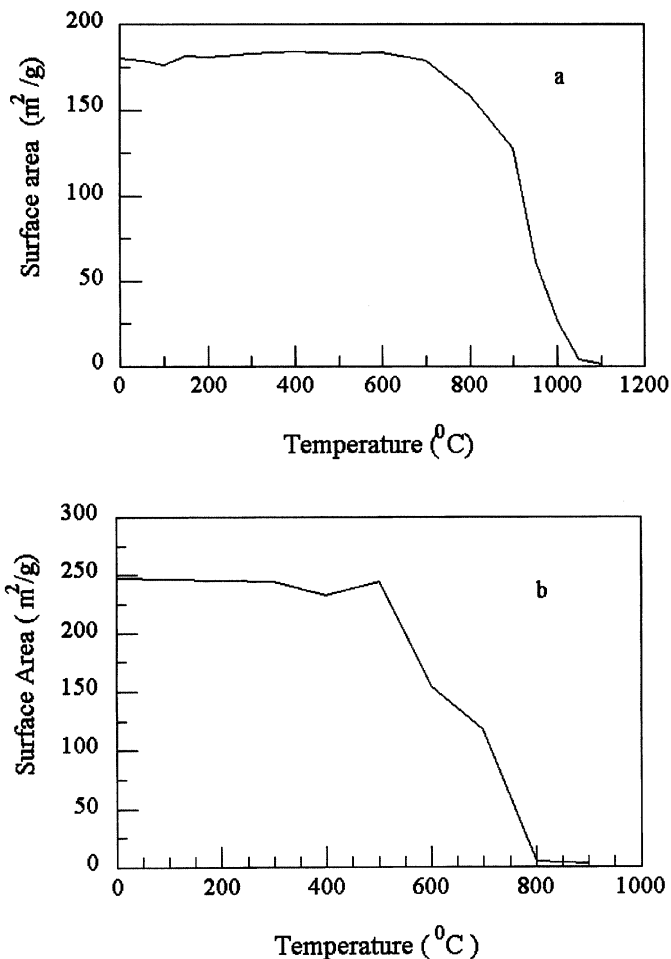 200
150
100
50
0
Surface area (m²/g)
a
0 200 400 600 800 1000 1200
Temperature (⁰C)
300
250
200
150
100
50
0
Surface Area ( m²/g)
b
0 200 400 600 800 1000
Temperature ( ⁰C )